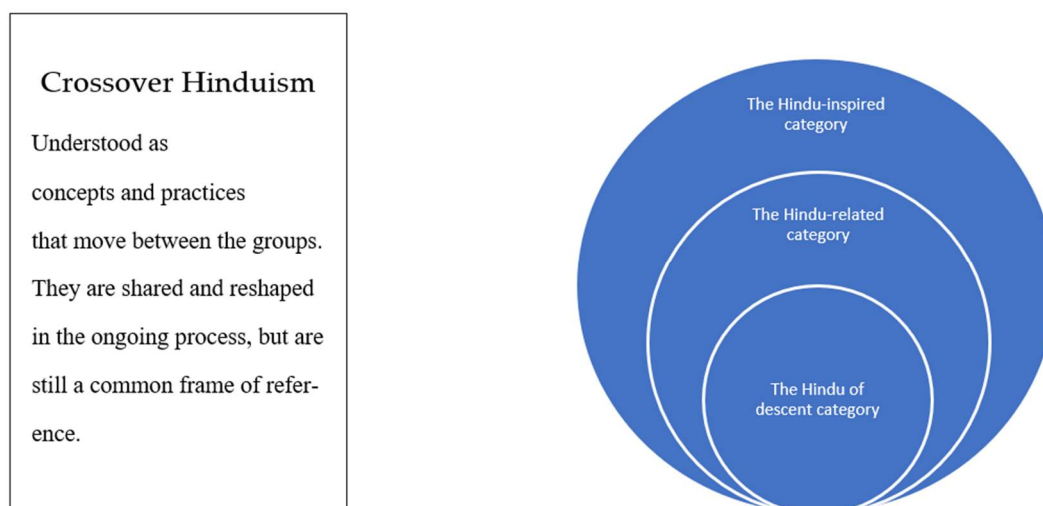 Crossover Hinduism
Understood as
concepts and practices
that move between the groups.
They are shared and reshaped
in the ongoing process, but are
still a common frame of refer-
ence.
The Hindu-inspired
category
The Hindu-related
category
The Hindu of
descent category